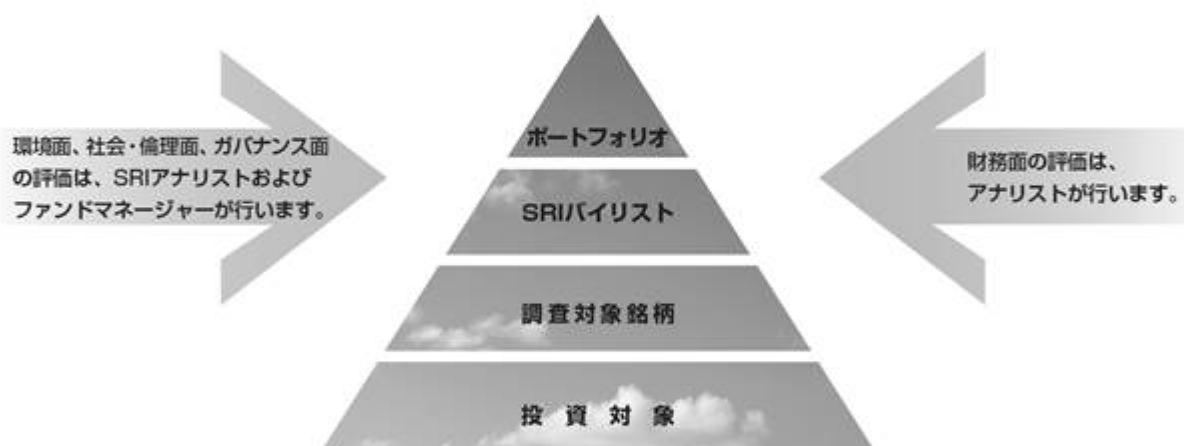 環境面、社会・倫理面、ガバナンス面
の評価は、SRIアナリストおよび
ファンドマネージャーが行います。
ポートフォリオ
SRIバイリスト
調査対象銘柄
投資対象
財務面の評価は、
アナリストが行います。